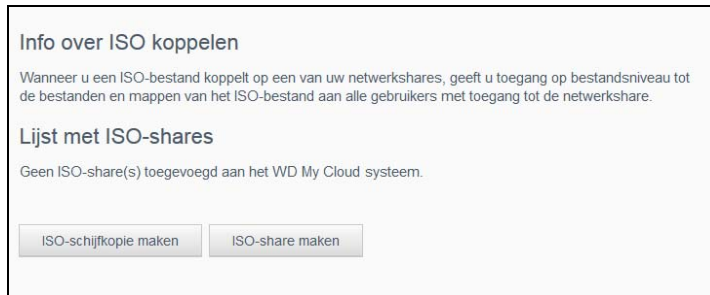 Info over ISO koppelen
Wanneer u een ISO-bestand koppelt op een van uw netwerkshares, geeft u toegang op bestandsniveau tot
de bestanden en mappen van het ISO-bestand aan alle gebruikers met toegang tot de netwerkshare.
Lijst met ISO-shares
Geen ISO-share(s) toegevoegd aan het WD My Cloud systeem.
ISO-schijfkopie maken ISO-share maken